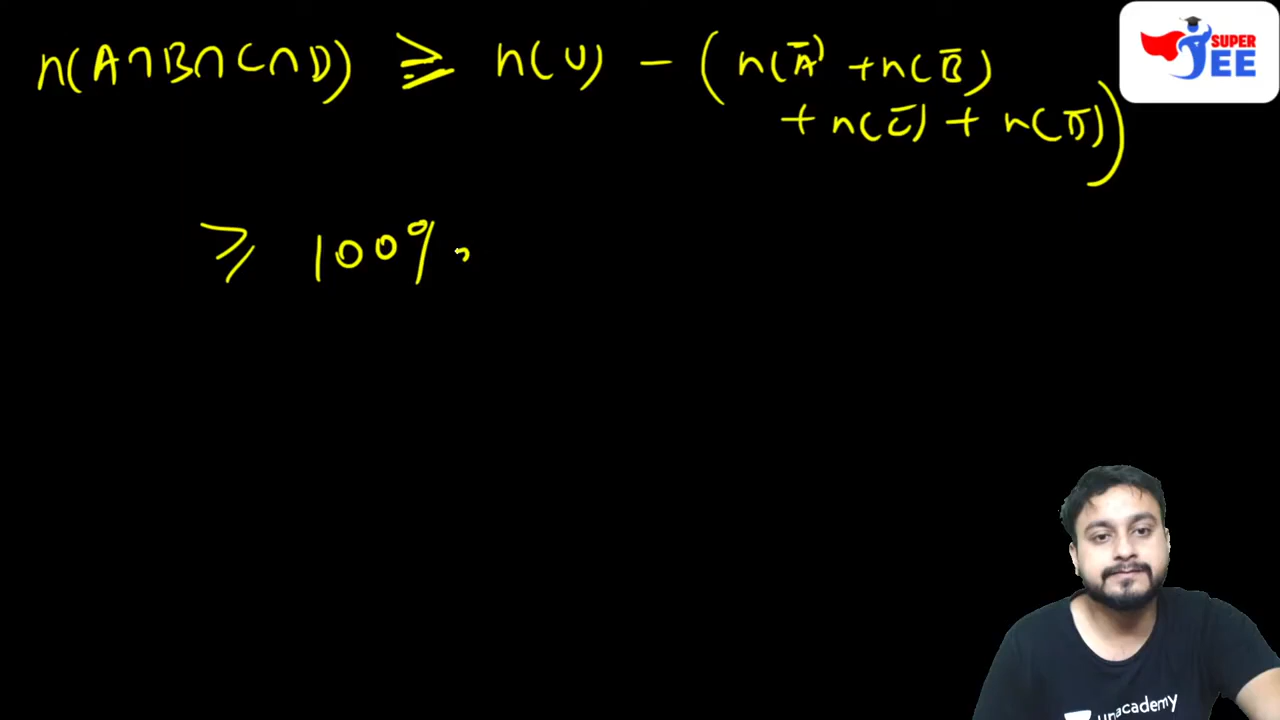 n(A∩B∩C∩D) ≥ n(U) - (n(A̅) + n(B̅)
+ n(C̅) + n(D̅))
≥ 100%
SUPER
JEE
unacademy